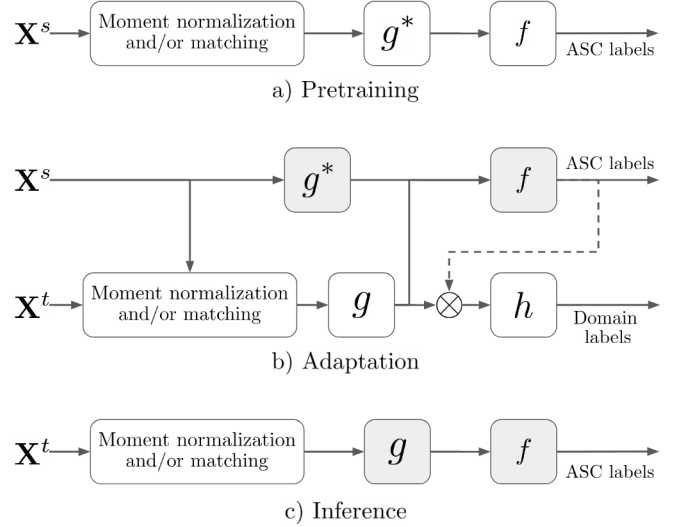 X^s Moment normalization g* f
and/or matching ASC labels
a) Pretraining
X^s g* f ASC labels
X^t Moment normalization g ⊗ h
and/or matching Domain
labels
b) Adaptation
X^t Moment normalization g f
and/or matching ASC labels
c) Inference